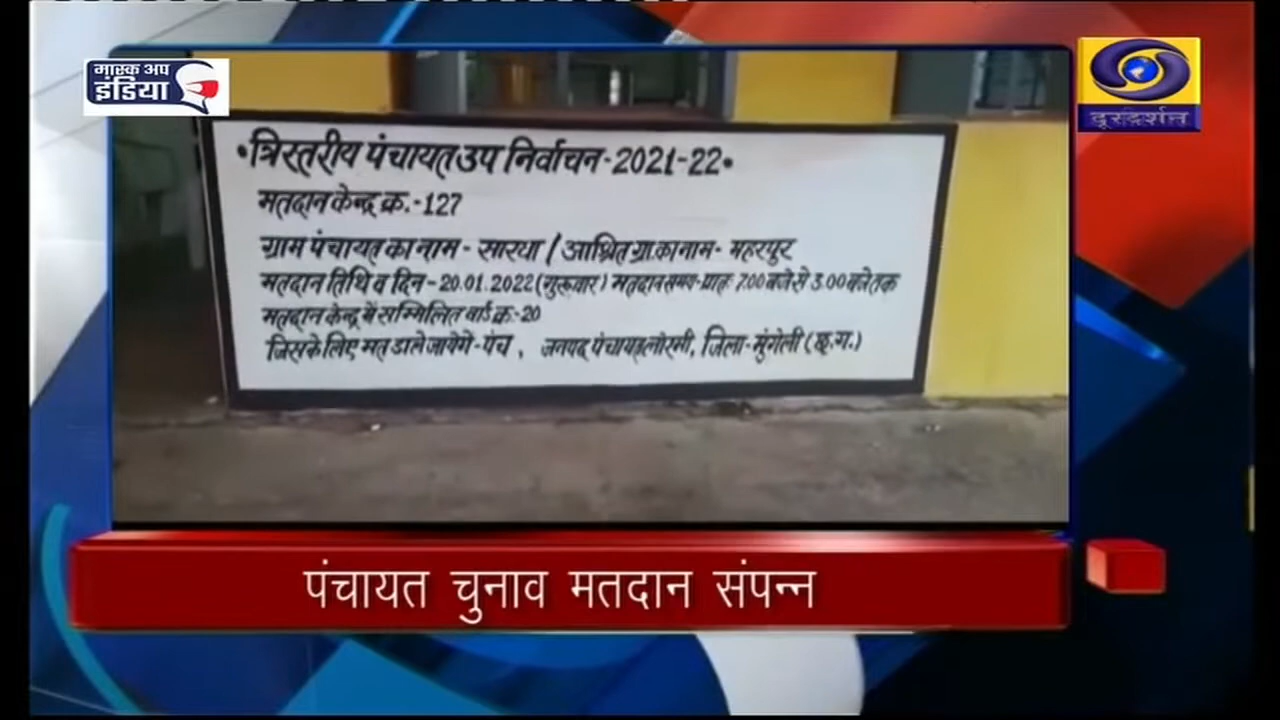 मास्क अप
इंडिया
दूरदर्शन
•त्रिस्तरीय पंचायत उप निर्वाचन-2021-22•
मतदान केन्द्र क्र.-127
ग्राम पंचायत का नाम- सारधा / आश्रित ग्रा.का नाम- महरपुर
मतदान तिथि व दिन-20.01.2022(गुरूवार) मतदान समय-प्रातः 7.00 बजे से 3.00 बजे तक
मतदान केन्द्र में सम्मिलित वार्ड क्र.-20
जिसके लिए मत डाले जायेंगे-पंच, जनपद पंचायत लोरमी, जिला-मुंगेली (छ.ग.)
पंचायत चुनाव मतदान संपन्न